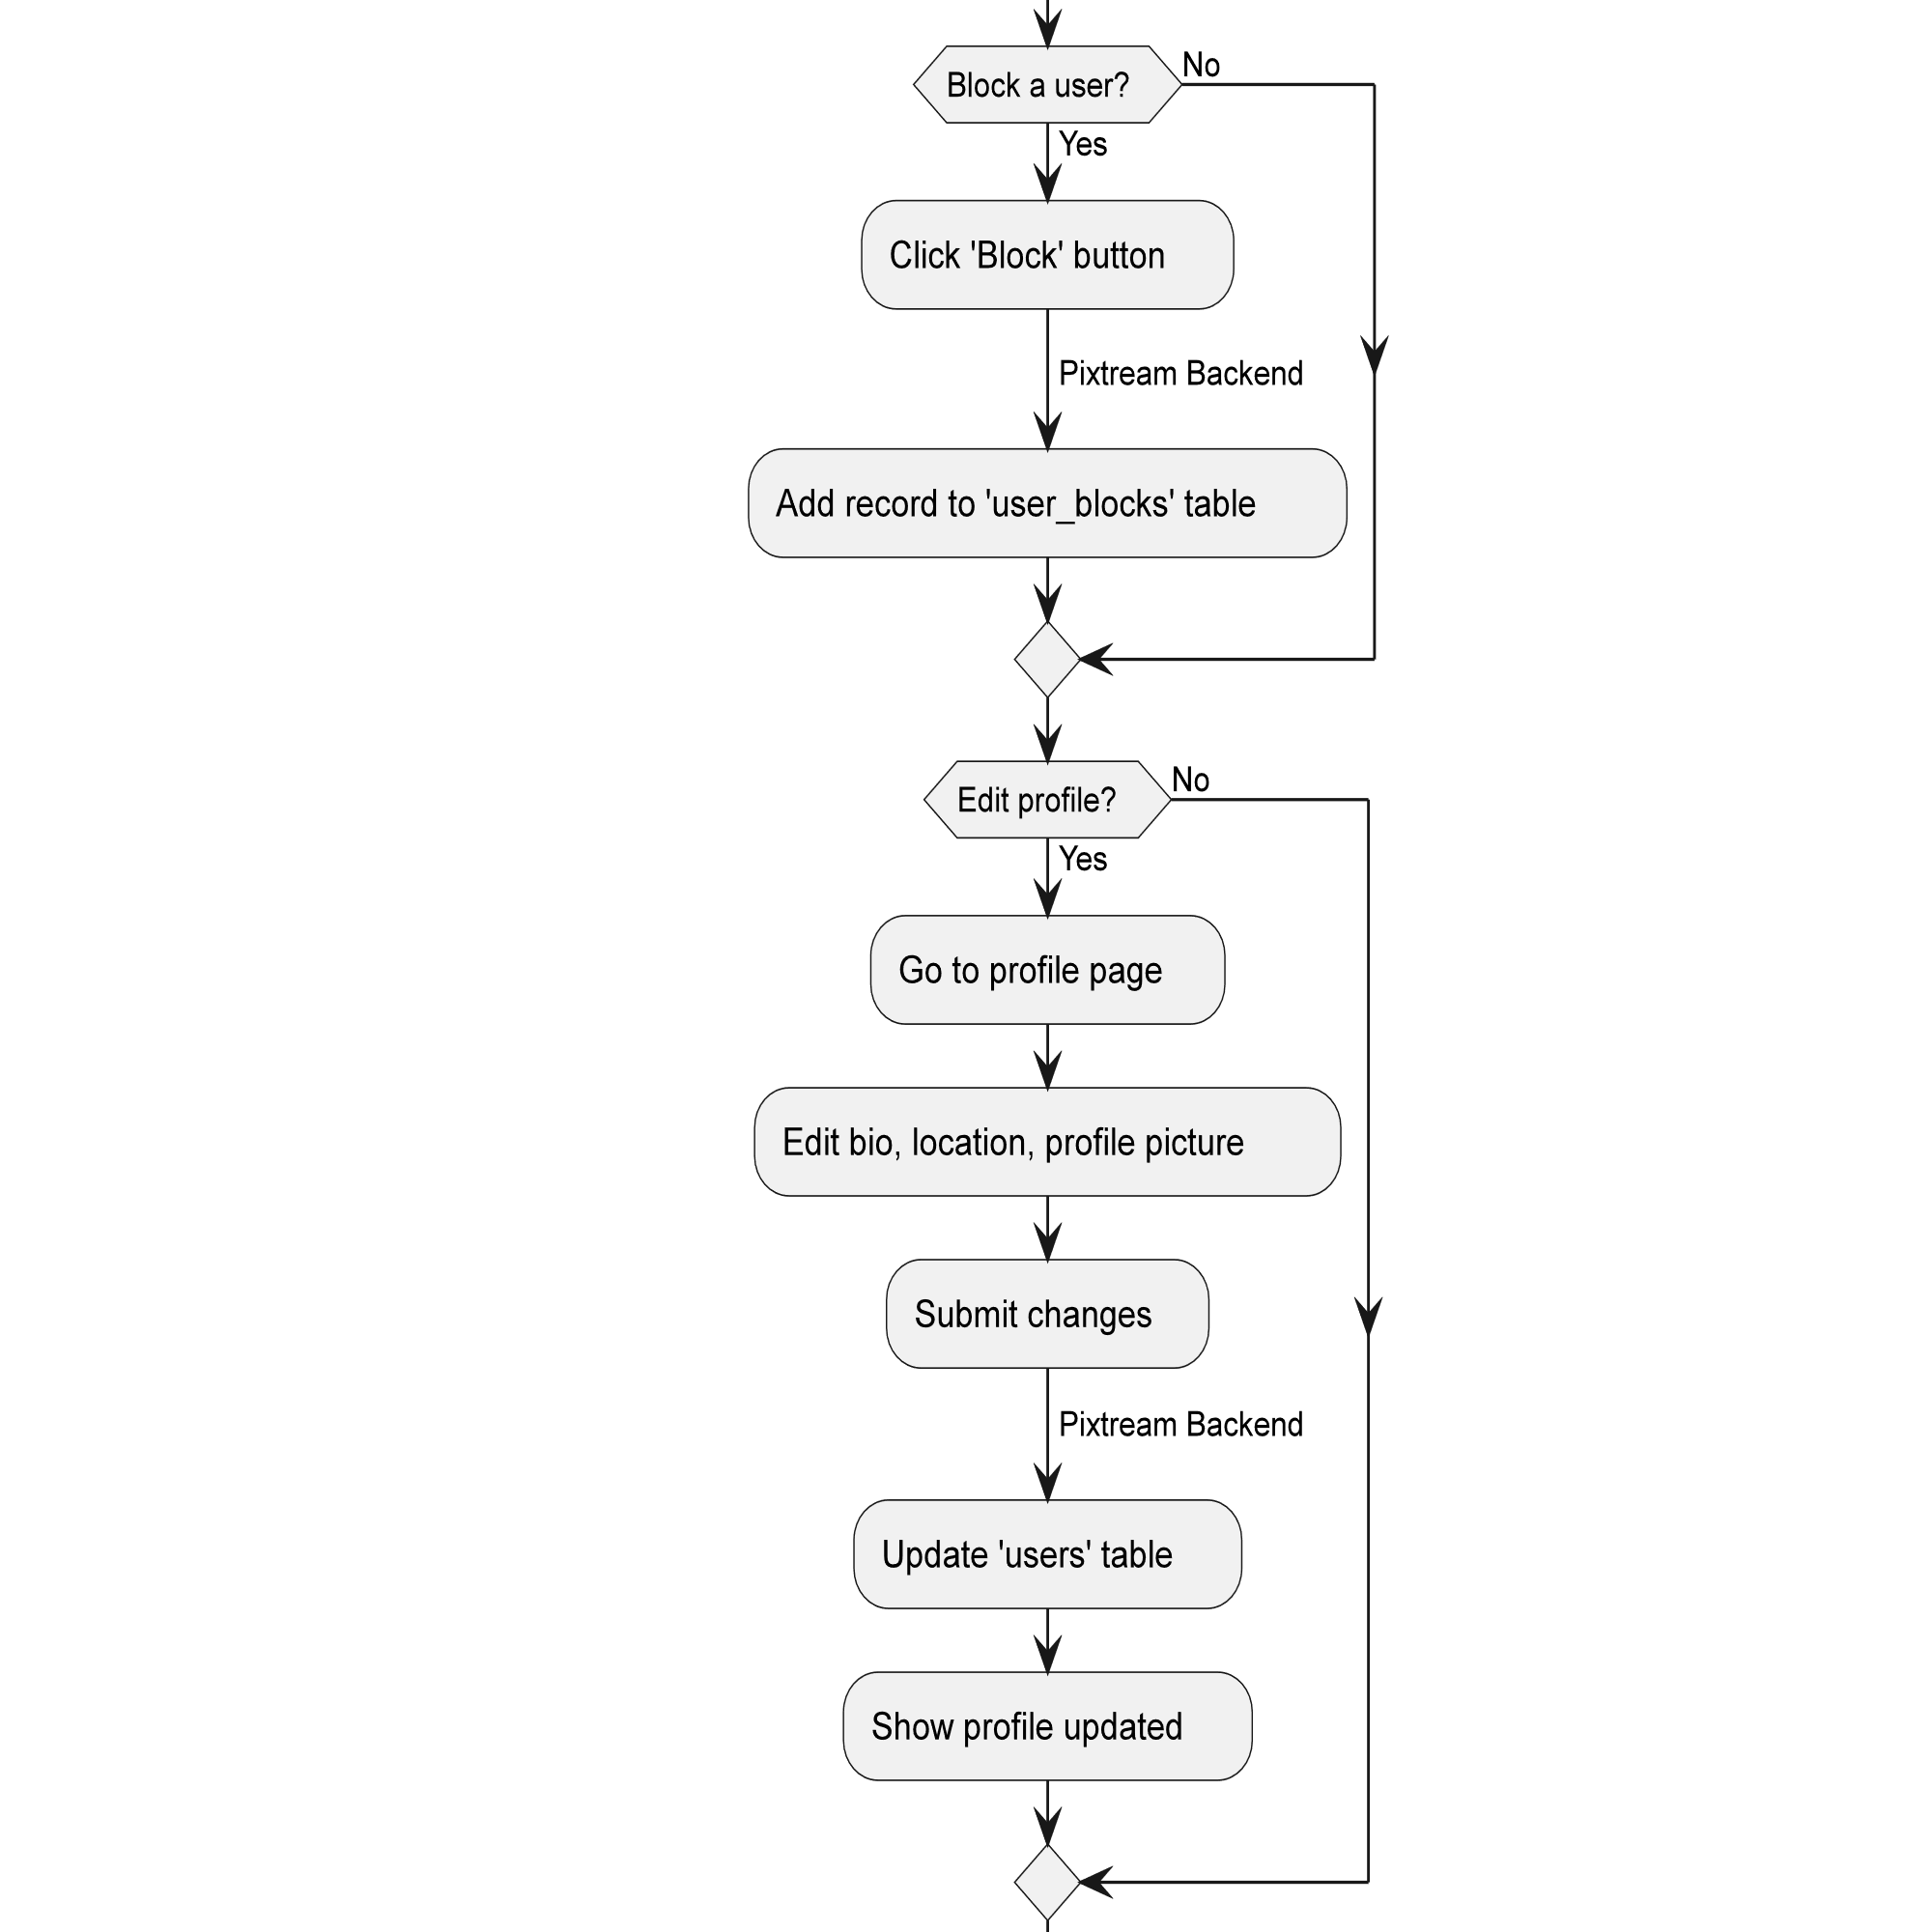 Block a user?
No
Yes
Click 'Block' button
Pixtream Backend
Add record to 'user_blocks' table
Edit profile?
No
Yes
Go to profile page
Edit bio, location, profile picture
Submit changes
Pixtream Backend
Update 'users' table
Show profile updated